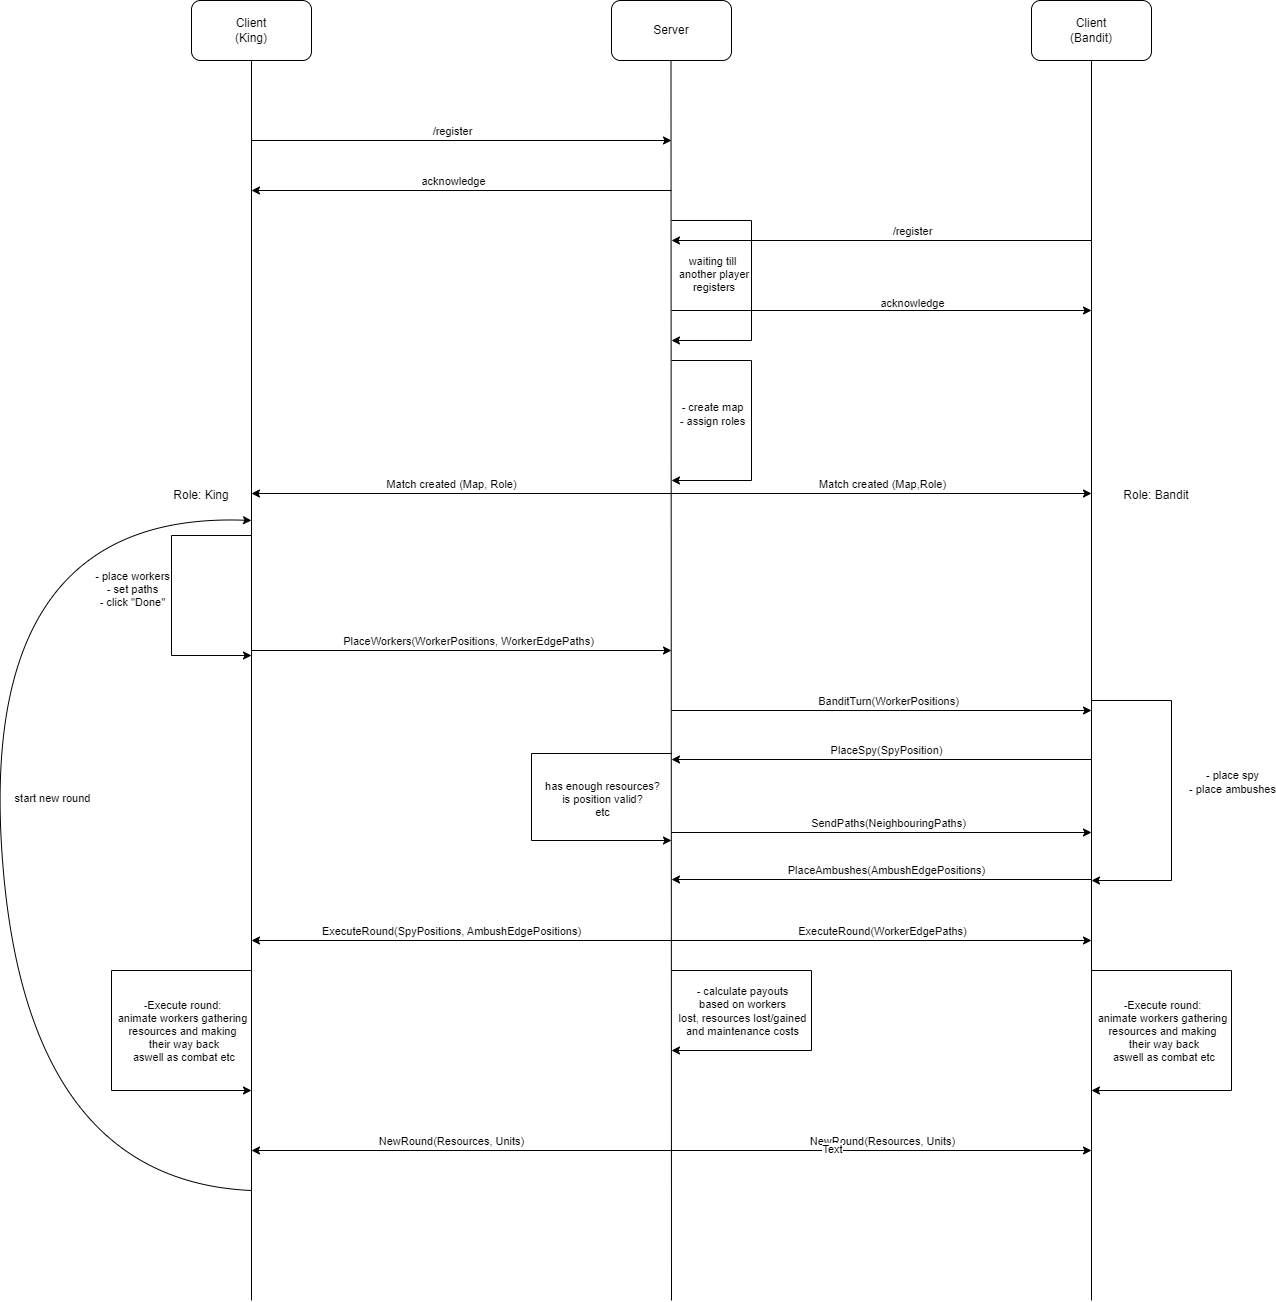 Client
(King)
Server
Client
(Bandit)
/register
acknowledge
/register
waiting till
another player
registers
acknowledge
- create map
- assign roles
Match created (Map, Role)
Match created (Map,Role)
Role: King
Role: Bandit
- place workers
- set paths
- click "Done"
PlaceWorkers(WorkerPositions, WorkerEdgePaths)
BanditTurn(WorkerPositions)
PlaceSpy(SpyPosition)
- place spy
- place ambushes
has enough resources?
is position valid?
etc
start new round
SendPaths(NeighbouringPaths)
PlaceAmbushes(AmbushEdgePositions)
ExecuteRound(SpyPositions, AmbushEdgePositions)
ExecuteRound(WorkerEdgePaths)
-Execute round:
animate workers gathering
resources and making
their way back
aswell as combat etc
- calculate payouts
based on workers
lost, resources lost/gained
and maintenance costs
-Execute round:
animate workers gathering
resources and making
their way back
aswell as combat etc
NewRound(Resources, Units)
NewRound(Resources, Units)
Text